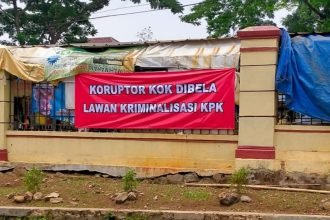 KORUPTOR KOK DIBELA
LAWAN KRIMINALISASI KPK